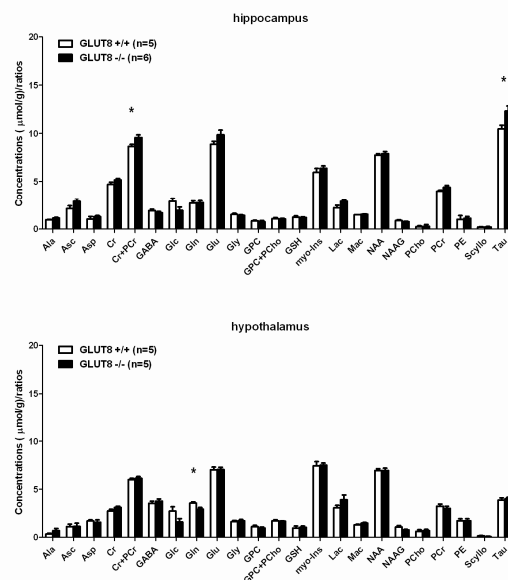 hippocampus
20
15
10
5
0
Concentrations ( μmol/g)/ratios
GLUT8 +/+ (n=5)
GLUT8 -/- (n=6)
*
*
Ala
Asc
Asp
Cr
Cr+PCr
GABA
Glc
Gln
Glu
Gly
GPC
GPC+PCho
GSH
myo-Ins
Lac
Mac
NAA
NAAG
PCho
PCr
PE
Scyllo
Tau
hypothalamus
20
15
10
5
0
Concentrations ( μmol/g)/ratios
GLUT8 +/+ (n=5)
GLUT8 -/- (n=5)
*
Ala
Asc
Asp
Cr
Cr+PCr
GABA
Glc
Gln
Glu
Gly
GPC
GPC+PCho
GSH
myo-Ins
Lac
Mac
NAA
NAAG
PCho
PCr
PE
Scyllo
Tau